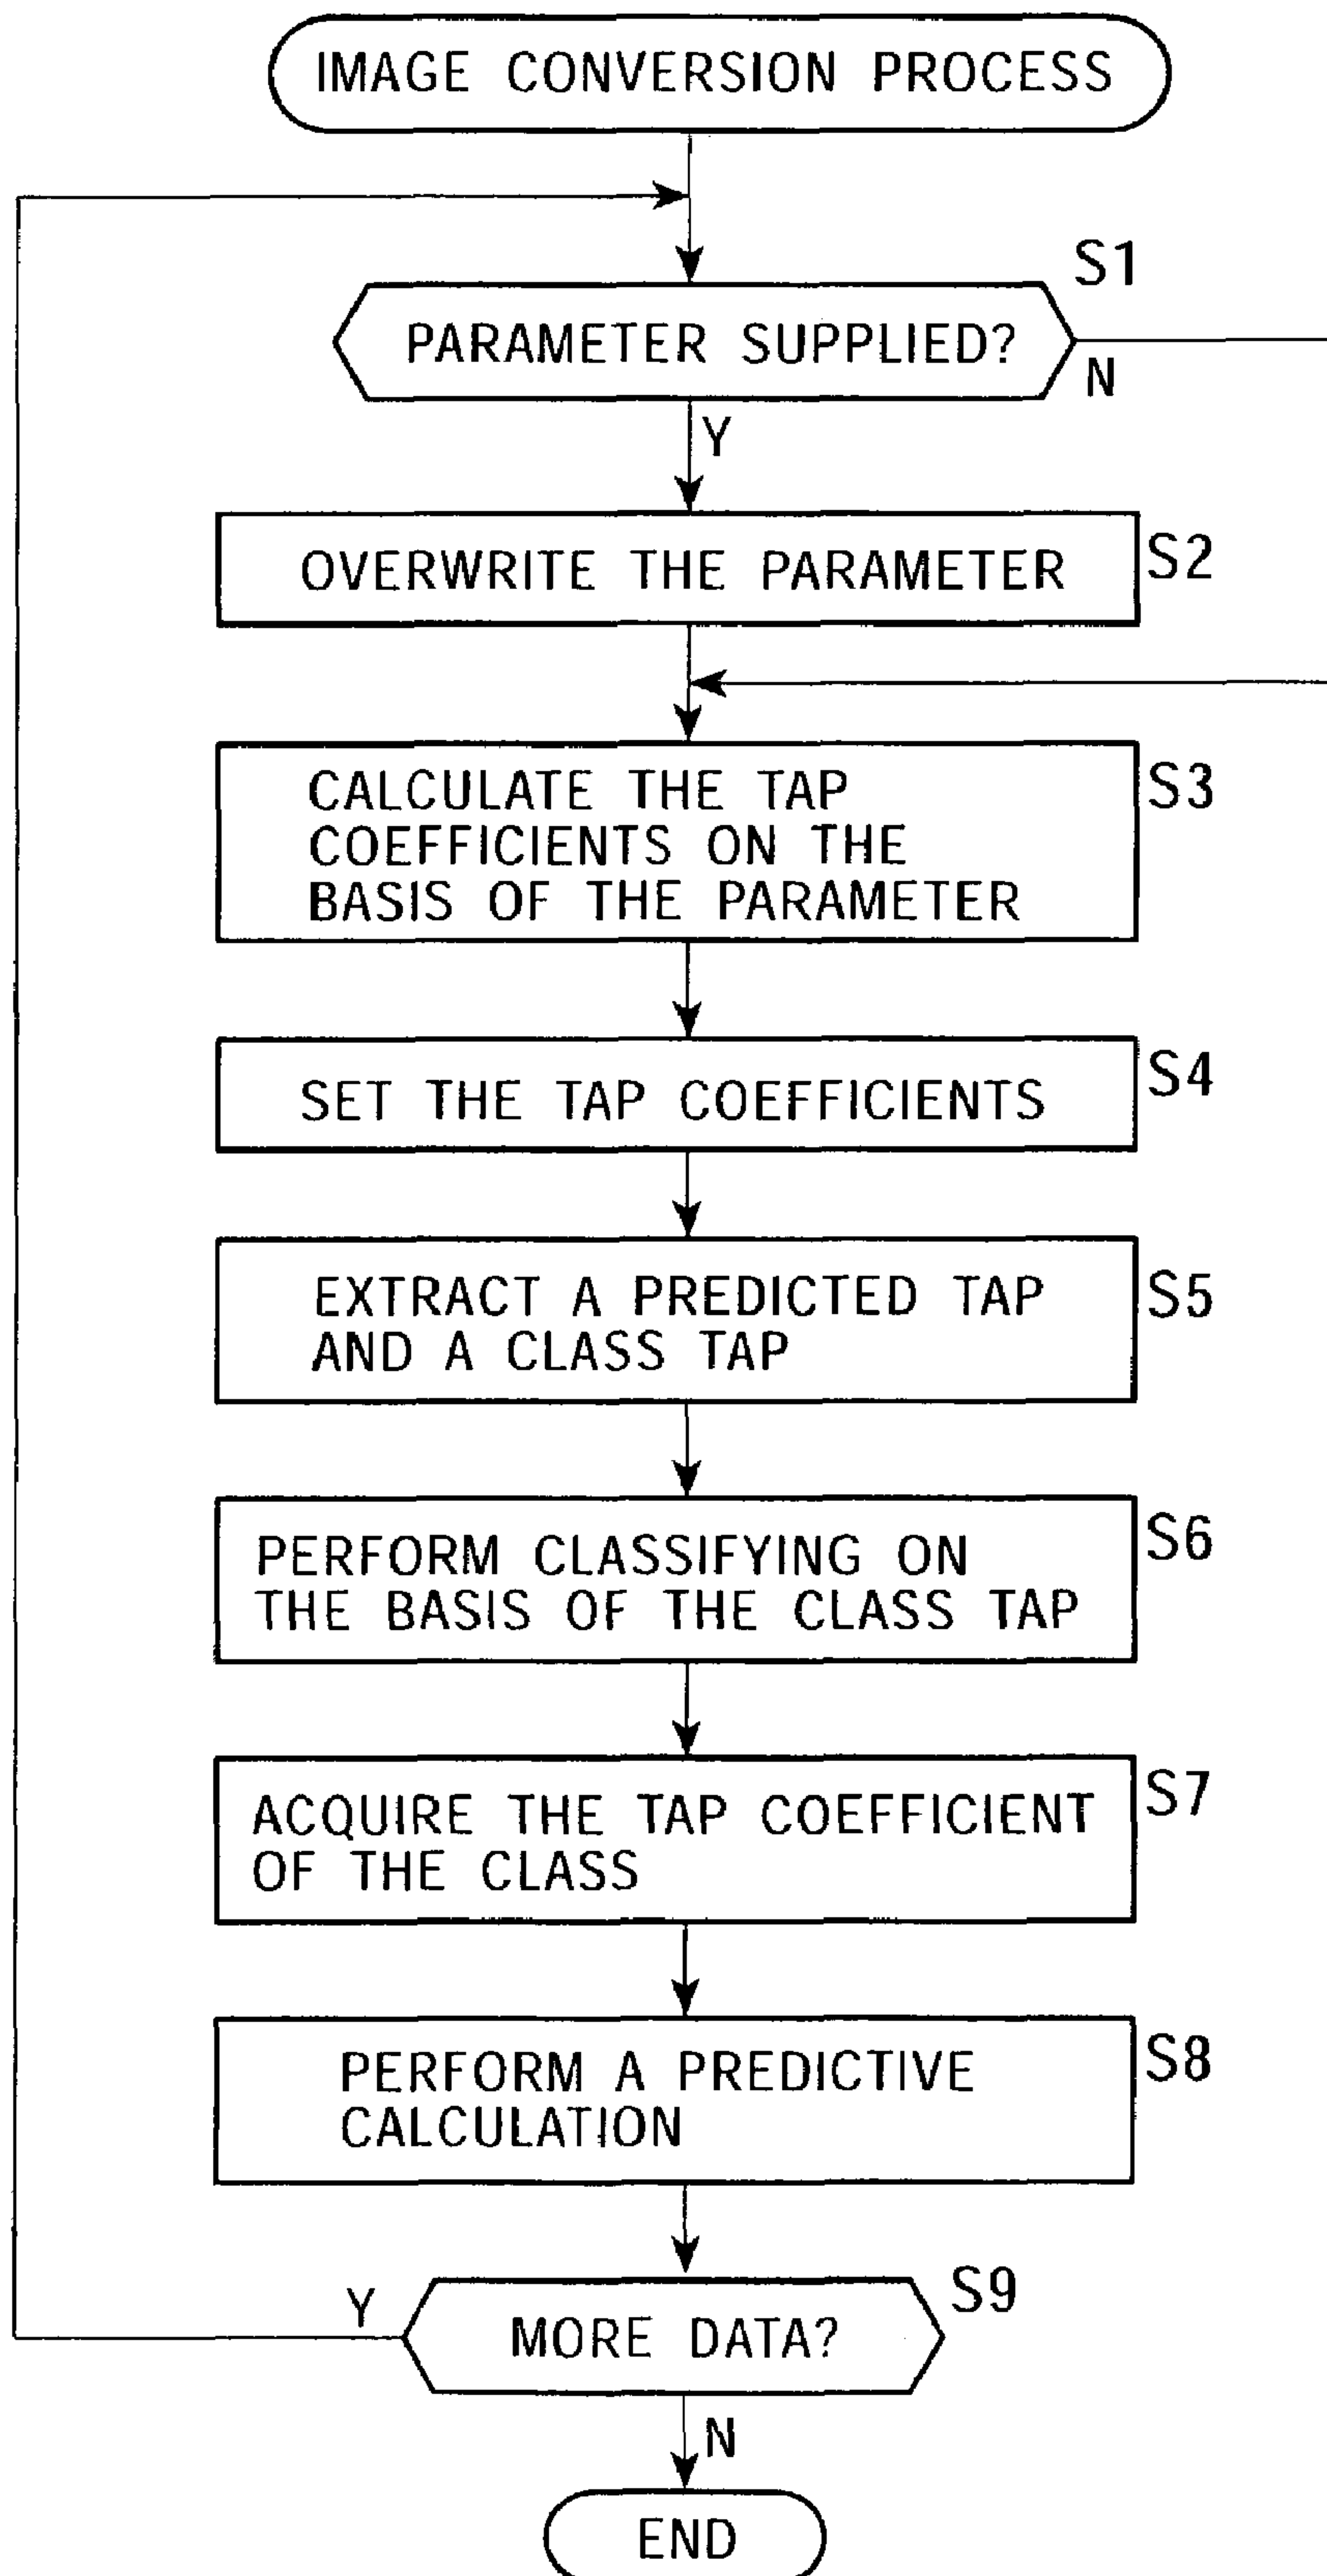 IMAGE CONVERSION PROCESS
S1
PARAMETER SUPPLIED?
N
Y
OVERWRITE THE PARAMETER
S2
CALCULATE THE TAP
COEFFICIENTS ON THE
BASIS OF THE PARAMETER
S3
SET THE TAP COEFFICIENTS
S4
EXTRACT A PREDICTED TAP
AND A CLASS TAP
S5
PERFORM CLASSIFYING ON
THE BASIS OF THE CLASS TAP
S6
ACQUIRE THE TAP COEFFICIENT
OF THE CLASS
S7
PERFORM A PREDICTIVE
CALCULATION
S8
Y
MORE DATA?
S9
N
END